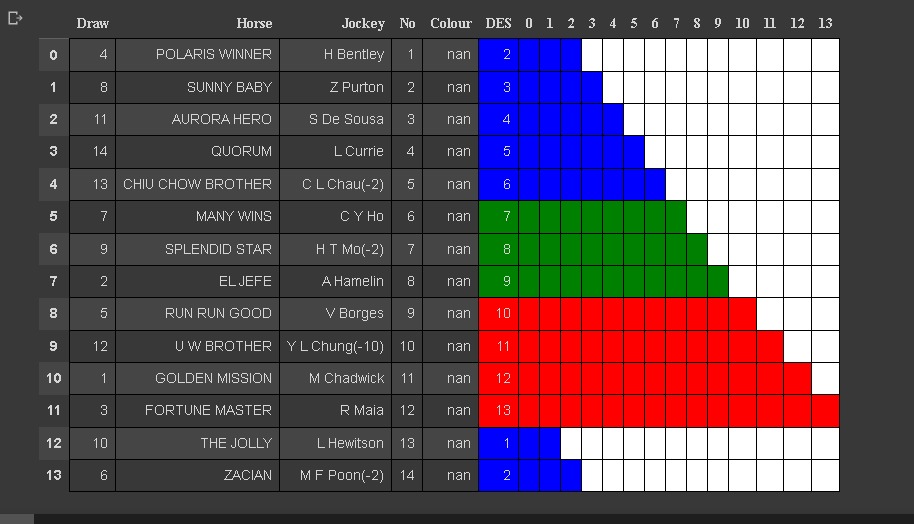 Draw Horse Jockey No Colour DES 0 1 2 3 4 5 6 7 8 9 10 11 12 13
0 4 POLARIS WINNER H Bentley 1 nan 2
1 8 SUNNY BABY Z Purton 2 nan 3
2 11 AURORA HERO S De Sousa 3 nan 4
3 14 QUORUM L Currie 4 nan 5
4 13 CHIU CHOW BROTHER C L Chau(-2) 5 nan 6
5 7 MANY WINS C Y Ho 6 nan 7
6 9 SPLENDID STAR H T Mo(-2) 7 nan 8
7 2 EL JEFE A Hamelin 8 nan 9
8 5 RUN RUN GOOD V Borges 9 nan 10
9 12 U W BROTHER Y L Chung(-10) 10 nan 11
10 1 GOLDEN MISSION M Chadwick 11 nan 12
11 3 FORTUNE MASTER R Maia 12 nan 13
12 10 THE JOLLY L Hewitson 13 nan 1
13 6 ZACIAN M F Poon(-2) 14 nan 2